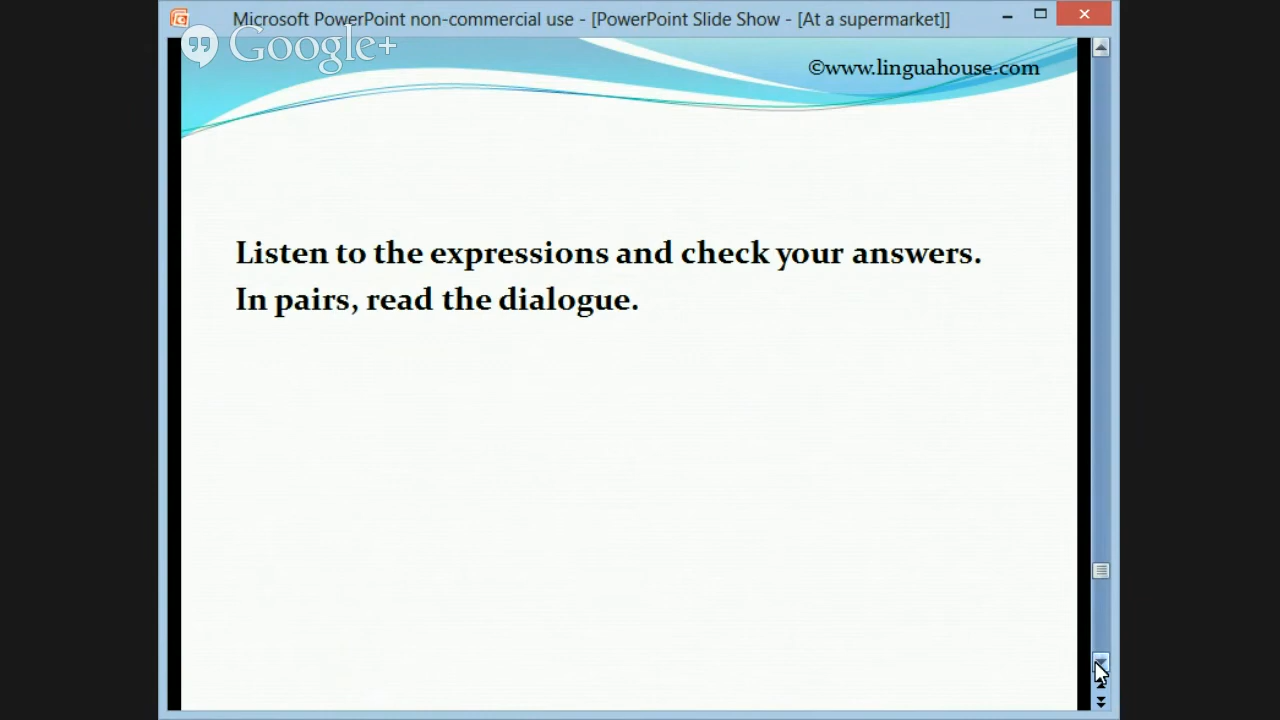 Microsoft PowerPoint non-commercial use - [PowerPoint Slide Show - [At a supermarket]]
Google+
©www.linguahouse.com
Listen to the expressions and check your answers.
In pairs, read the dialogue.